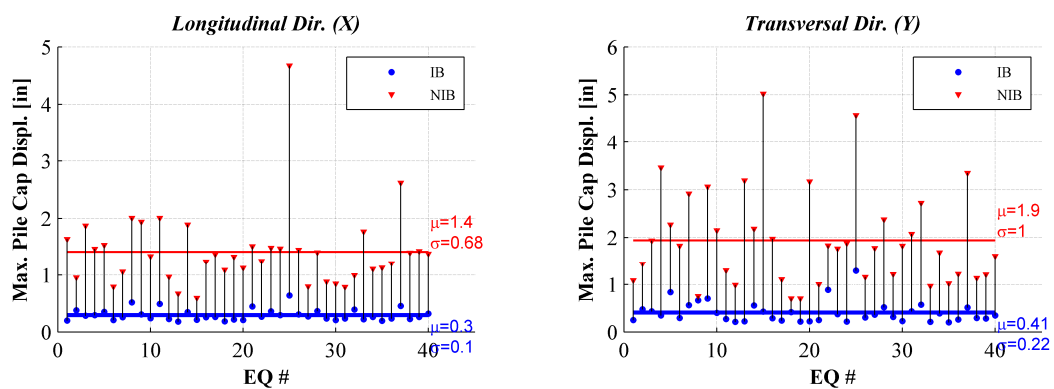 Longitudinal Dir. (X)
Max. Pile Cap Displ. [in]
5
4
3
2
1
0
IB
NIB
μ=1.4
σ=0.68
μ=0.3
σ=0.1
0
10
20
30
40
EQ #
Transversal Dir. (Y)
Max. Pile Cap Displ. [in]
6
5
4
3
2
1
0
IB
NIB
μ=1.9
σ=1
μ=0.41
σ=0.22
0
10
20
30
40
EQ #